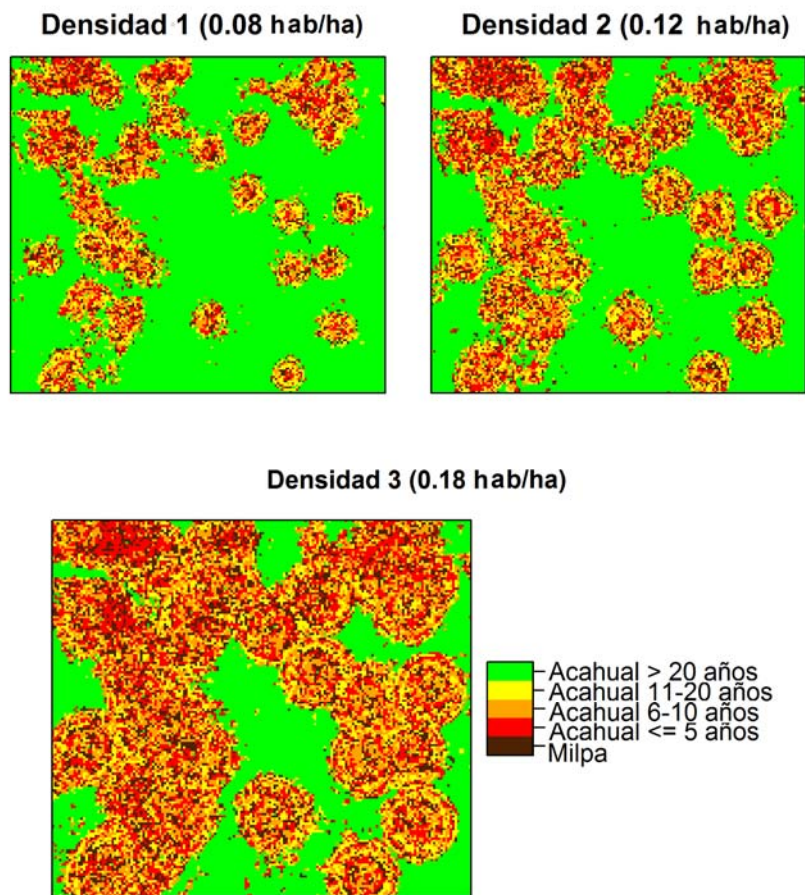 Densidad 1 (0.08 hab/ha)
Densidad 2 (0.12 hab/ha)
Densidad 3 (0.18 hab/ha)
Acahual > 20 años
Acahual 11-20 años
Acahual 6-10 años
Acahual <= 5 años
Milpa